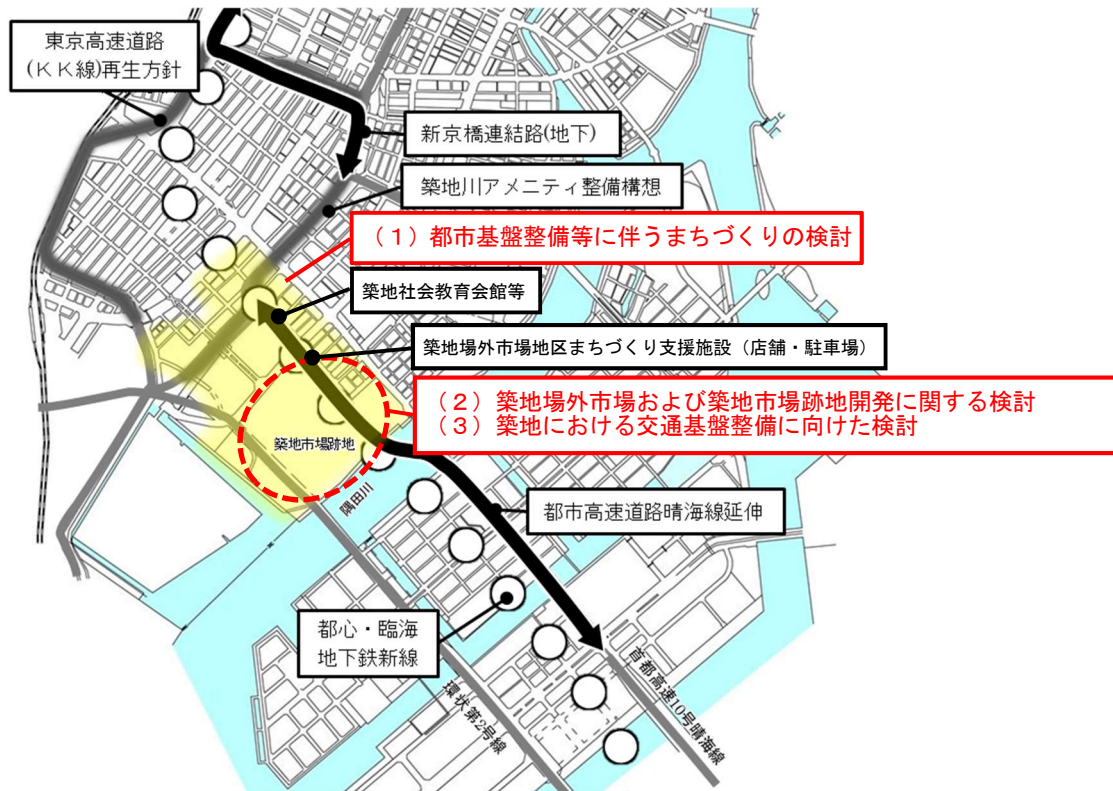 東京高速道路
(KK線)再生方針
新京橋連結路(地下)
築地川アメニティ整備構想
(1)都市基盤整備等に伴うまちづくりの検討
築地社会教育会館等
築地場外市場地区まちづくり支援施設(店舗・駐車場)
(2)築地場外市場および築地市場跡地開発に関する検討
(3)築地における交通基盤整備に向けた検討
築地市場跡地
隅田川
都市高速道路晴海線延伸
都心・臨海
地下鉄新線
環状第2号線
首都高速10号晴海線